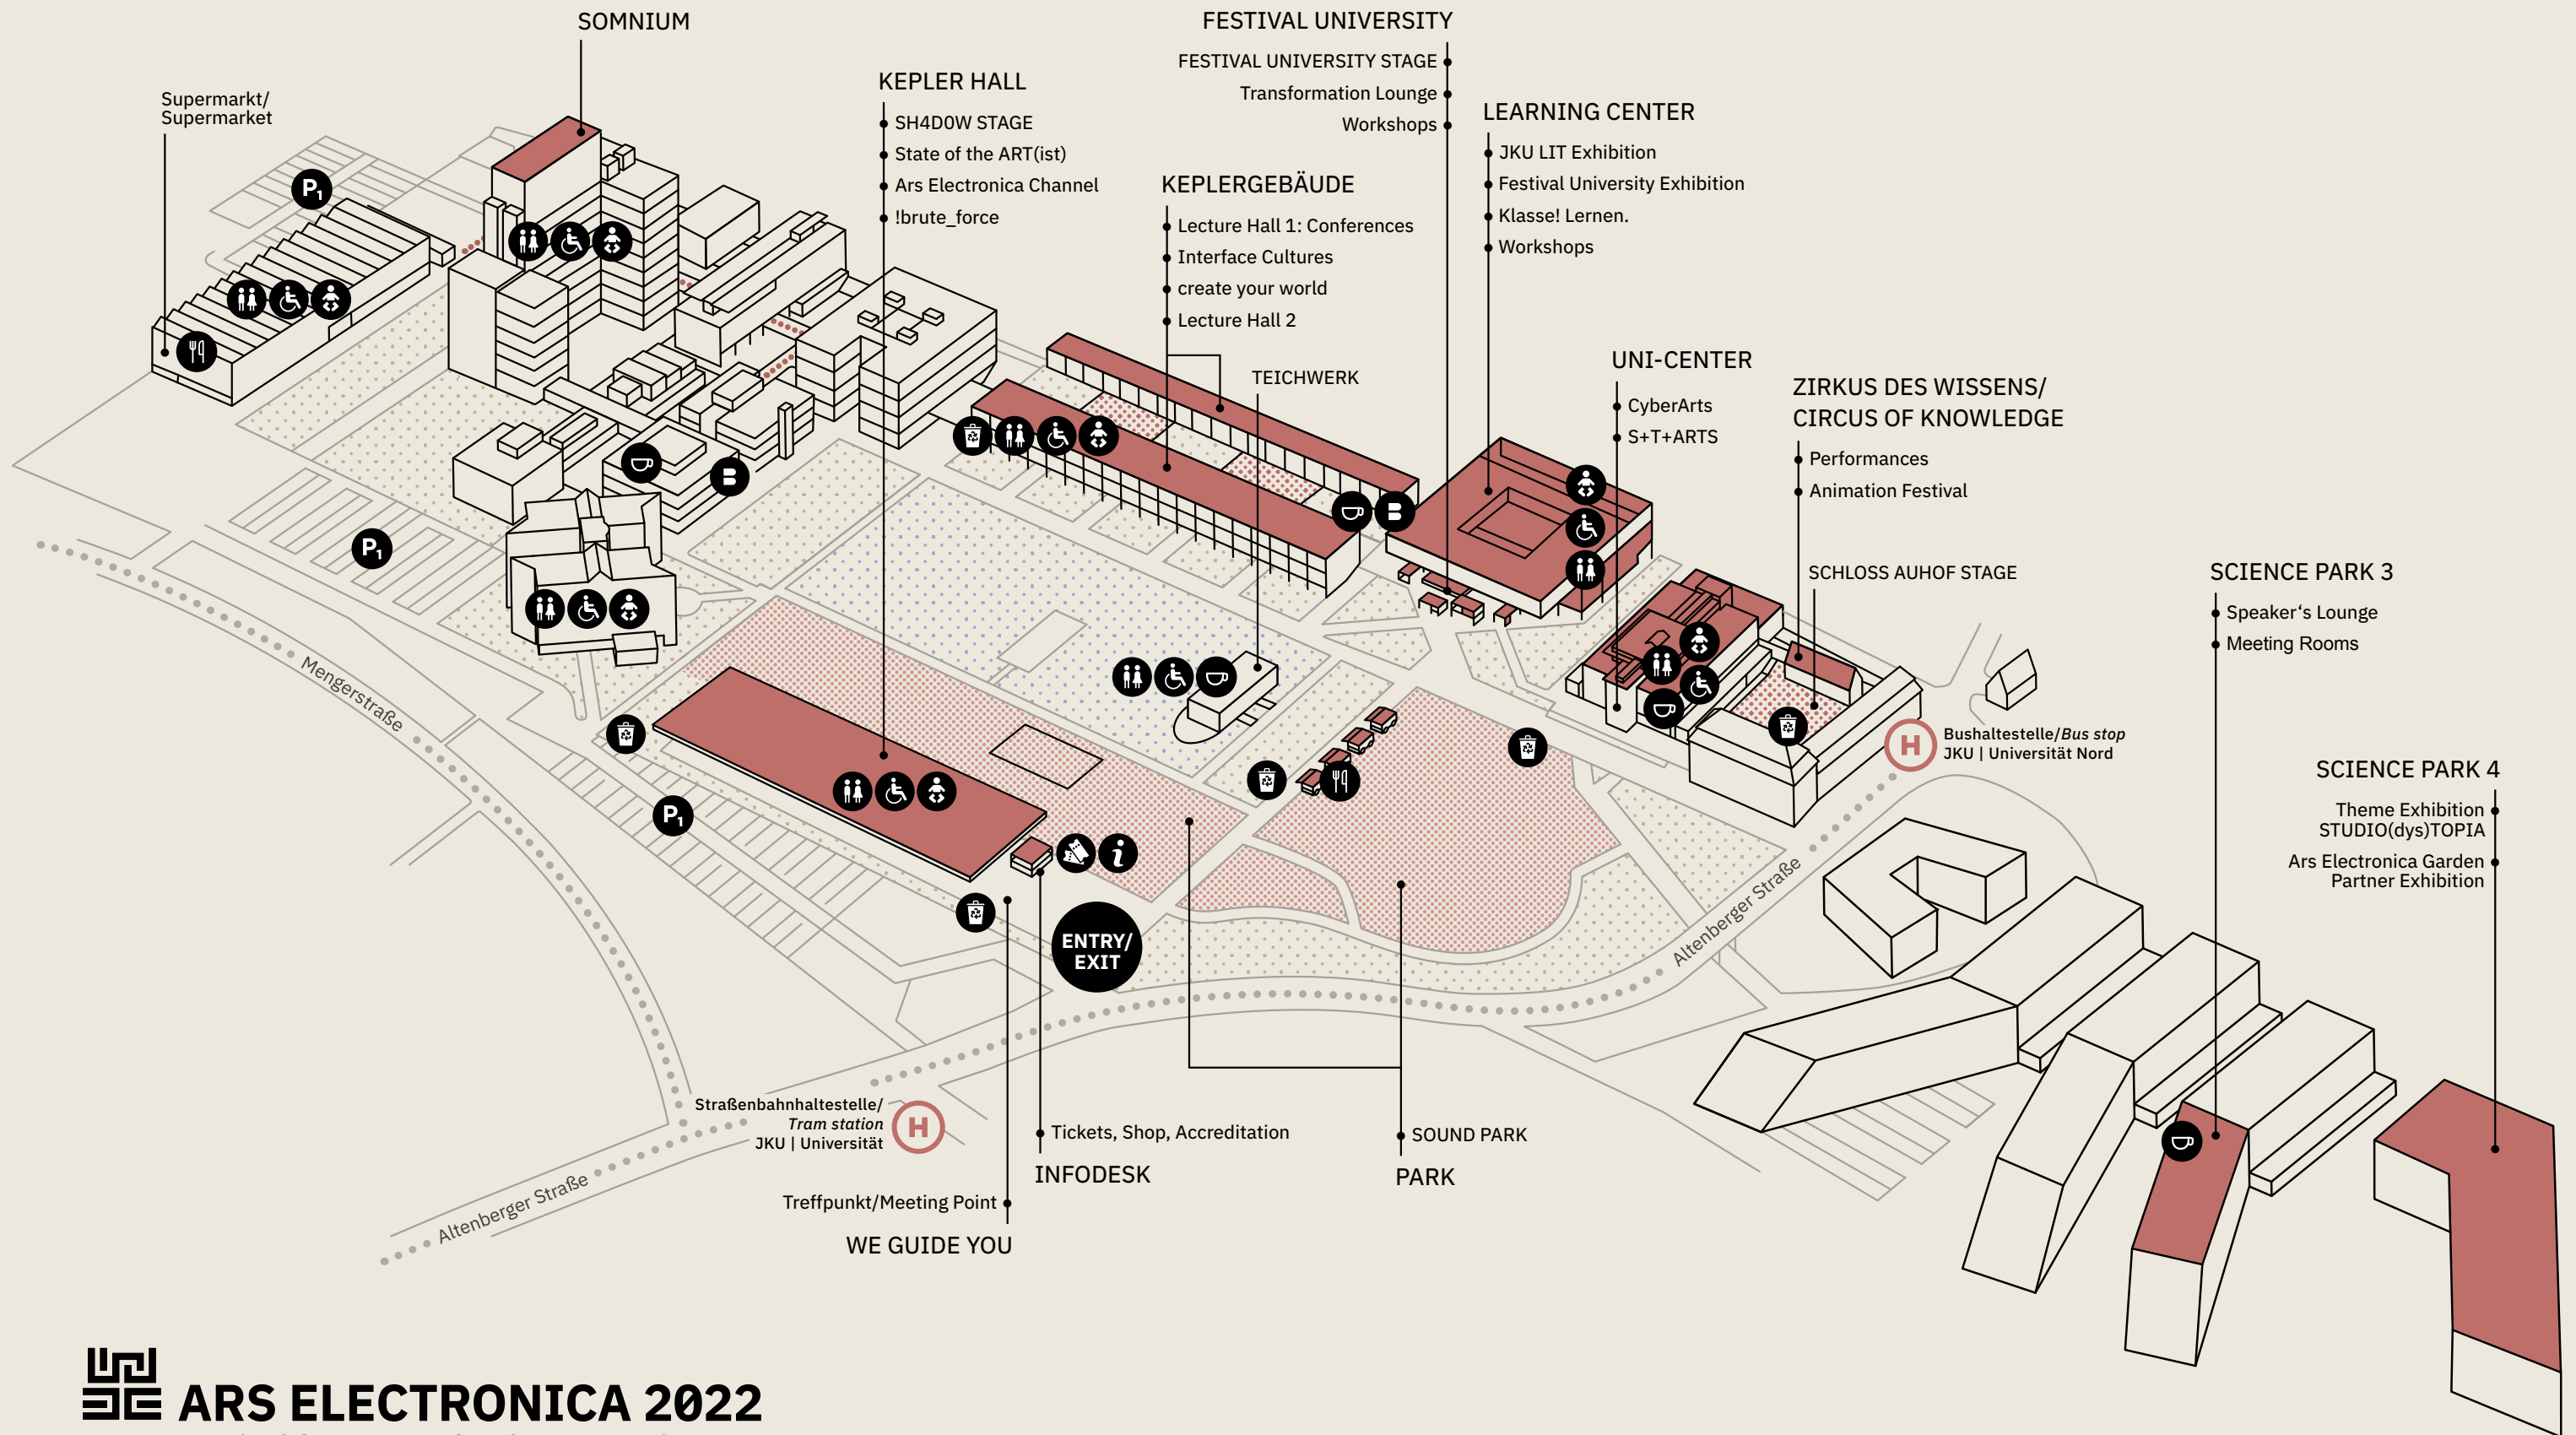 SOMNIUM
Supermarkt/
Supermarket
KEPLER HALL
SH4D0W STAGE
State of the ART(ist)
Ars Electronica Channel
!brute_force
FESTIVAL UNIVERSITY
FESTIVAL UNIVERSITY STAGE
Transformation Lounge
Workshops
KEPLERGEBÄUDE
Lecture Hall 1: Conferences
Interface Cultures
create your world
Lecture Hall 2
LEARNING CENTER
JKU LIT Exhibition
Festival University Exhibition
Klasse! Lernen.
Workshops
TEICHWERK
UNI-CENTER
CyberArts
S+T+ARTS
ZIRKUS DES WISSENS/
CIRCUS OF KNOWLEDGE
Performances
Animation Festival
SCHLOSS AUHOF STAGE
SCIENCE PARK 3
Speaker‘s Lounge
Meeting Rooms
H
Bushaltestelle/Bus stop
JKU | Universität Nord
SCIENCE PARK 4
Theme Exhibition
STUDIO(dys)TOPIA
Ars Electronica Garden
Partner Exhibition
P1
P1
P1
B
B
i
Mengerstraße
Altenberger Straße
ENTRY/
EXIT
Straßenbahnhaltestelle/
Tram station
JKU | Universität
H
Tickets, Shop, Accreditation
INFODESK
SOUND PARK
PARK
Treffpunkt/Meeting Point
WE GUIDE YOU
Altenberger Straße
ARS ELECTRONICA 2022